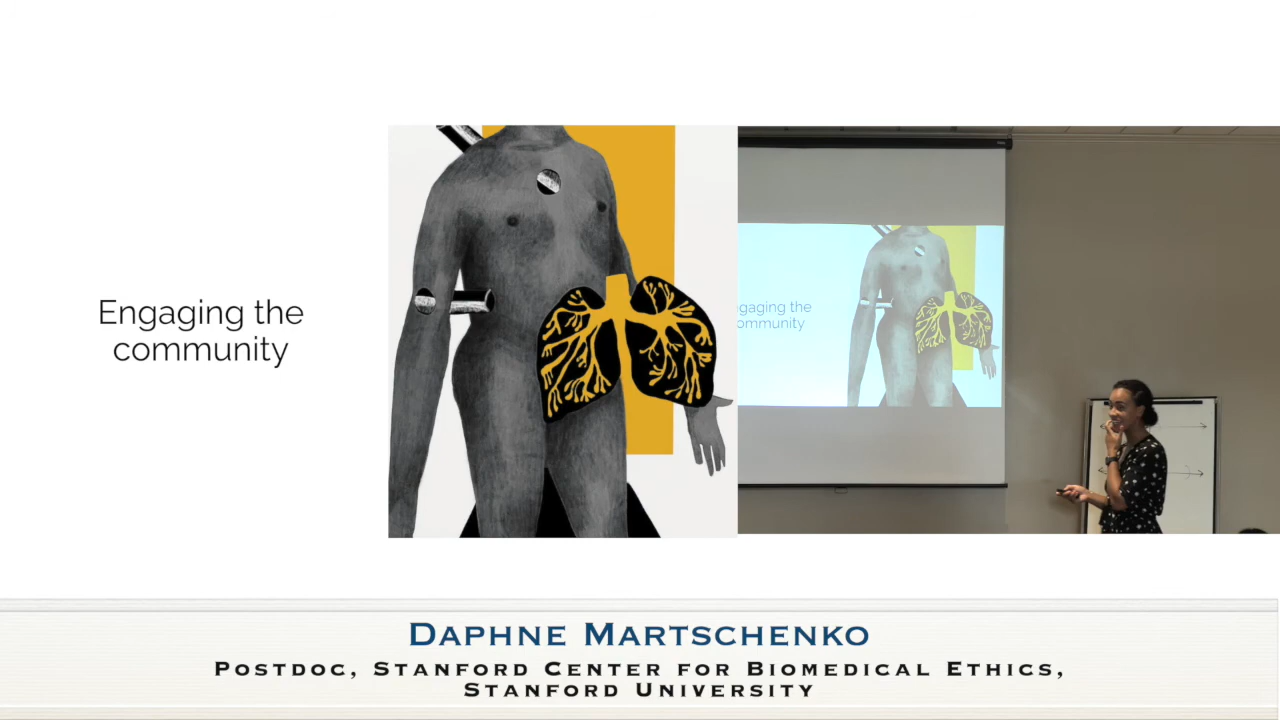 Engaging the
community
gaging the
ommunity
DAPHNE MARTSCHENKO
POSTDOC, STANFORD CENTER FOR BIOMEDICAL ETHICS,
STANFORD UNIVERSITY